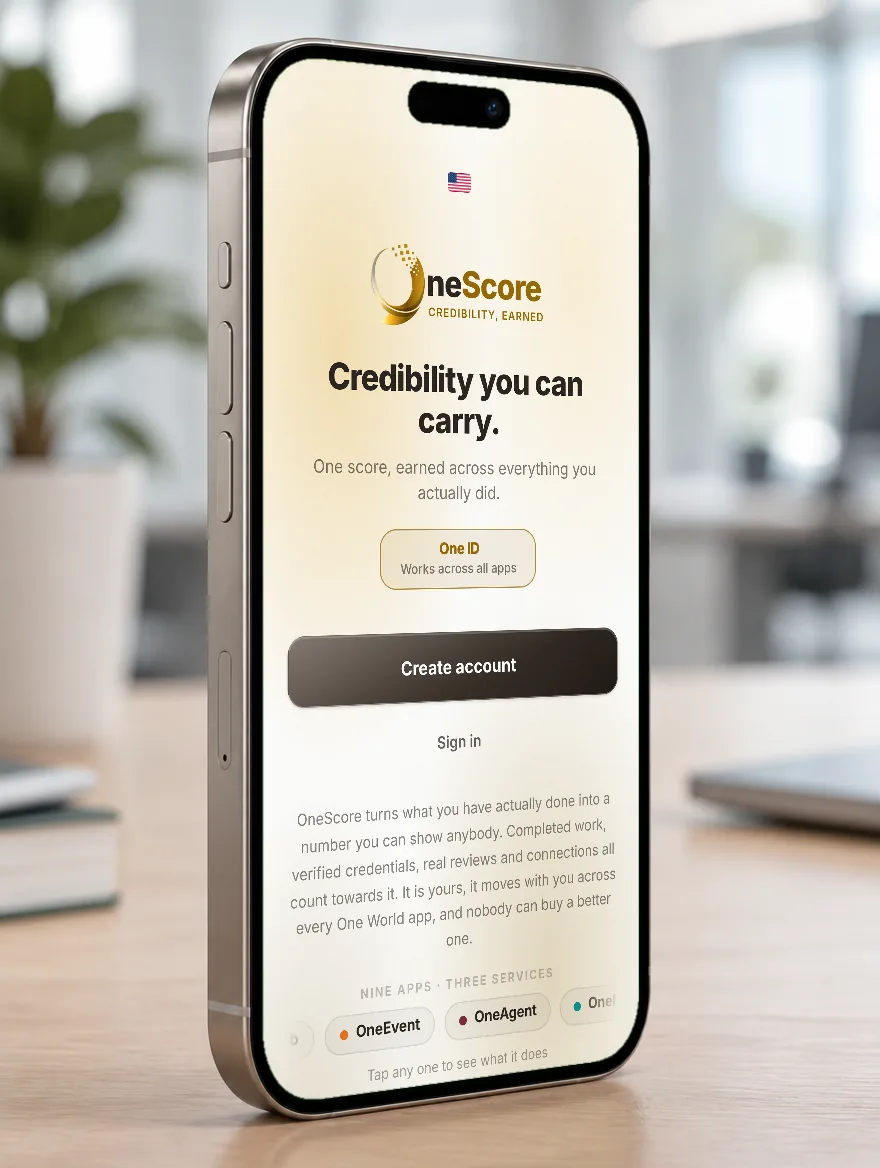 OneScore
CREDIBILITY, EARNED
Credibility you can
carry.
One score, earned across everything you
actually did.
One ID
Works across all apps
Create account
Sign in
OneScore turns what you have actually done into a
number you can show anybody. Completed work,
verified credentials, real reviews and connections all
count towards it. It is yours, it moves with you across
every One World app, and nobody can buy a better
one.
NINE APPS · THREE SERVICES
OneEvent
OneAgent
Tap any one to see what it does